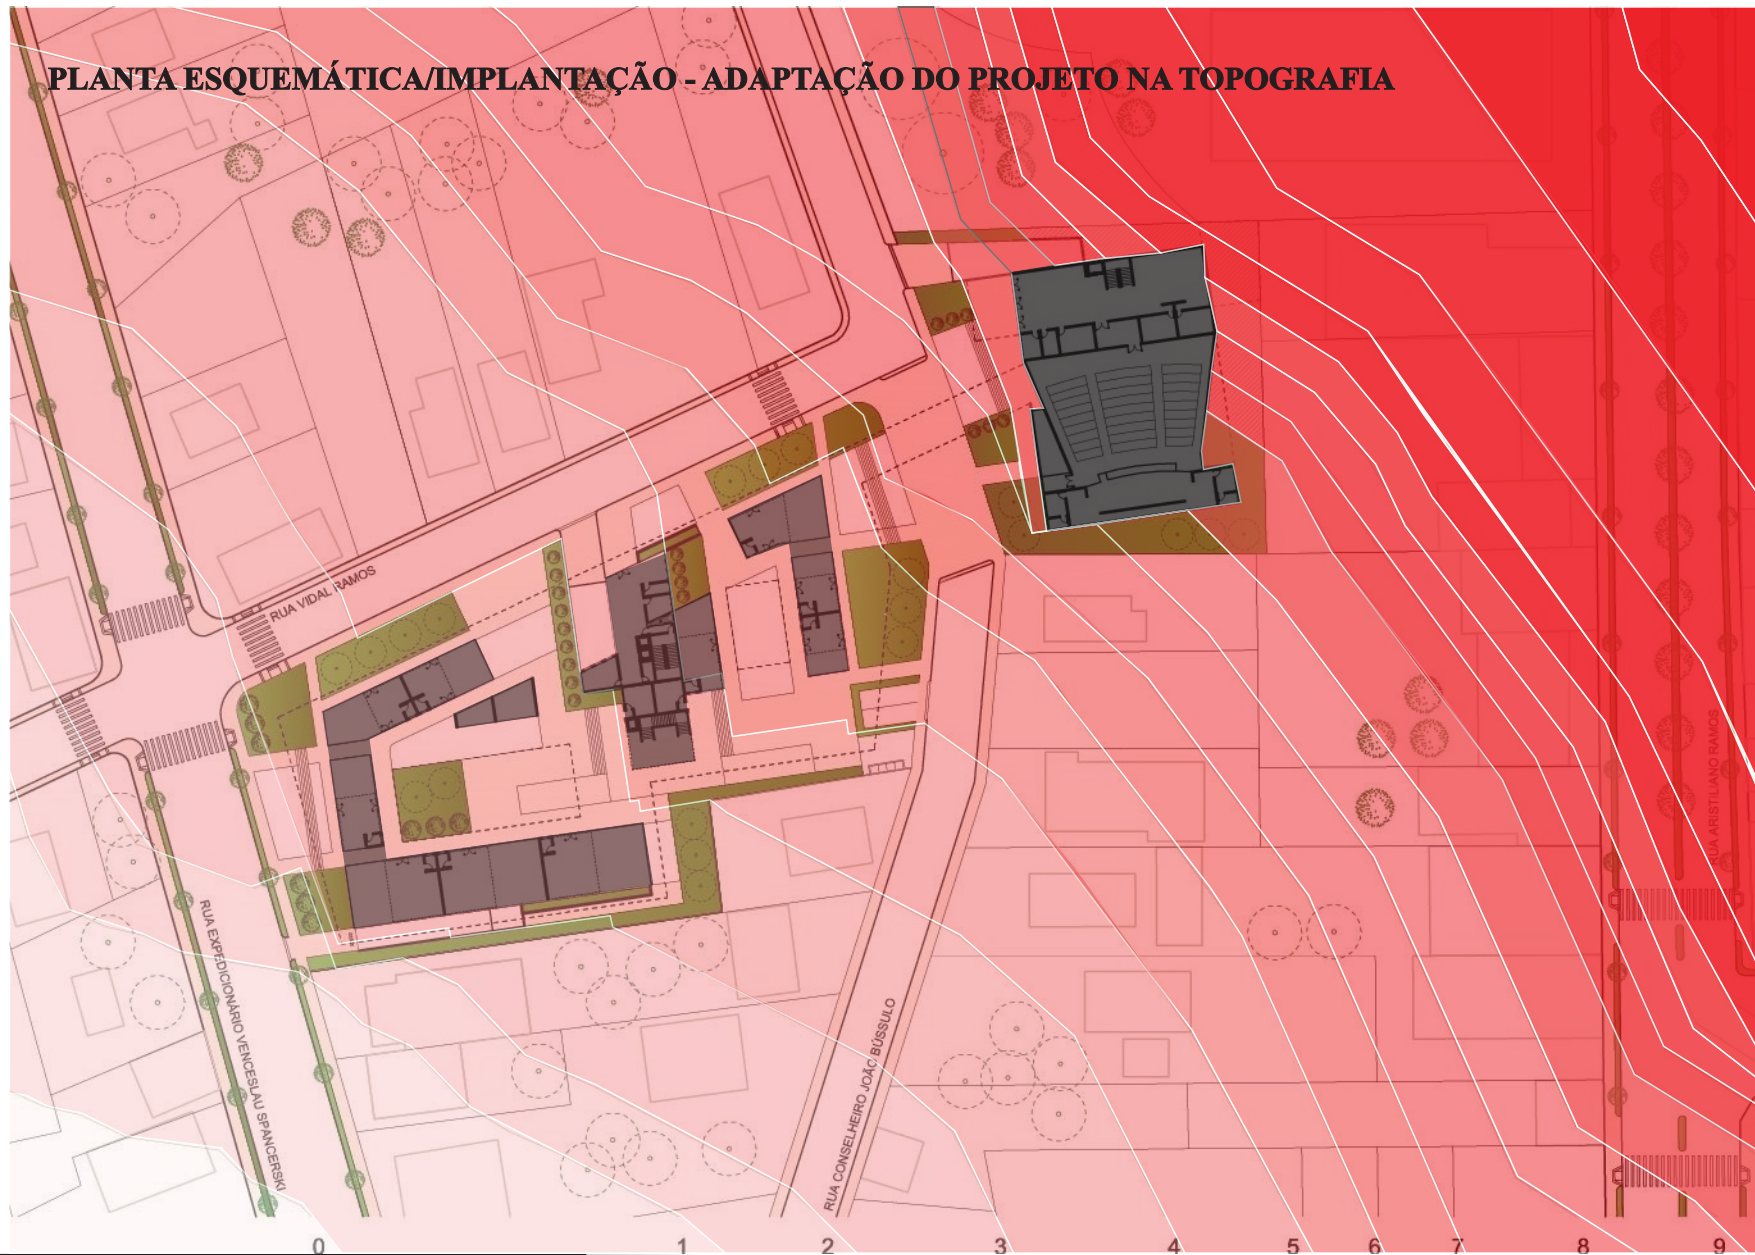 PLANTA ESQUEMÁTICA/IMPLANTAÇÃO - ADAPTAÇÃO DO PROJETO NA TOPOGRAFIA
RUA VIDAL RAMOS
RUA ARISTILIANO RAMOS
RUA EXPEDICIONÁRIO VENCESLAU SPANCERSKI
RUA CONSELHEIRO JOÃO BÚSSULO
0 1 2 3 4 5 6 7 8 9